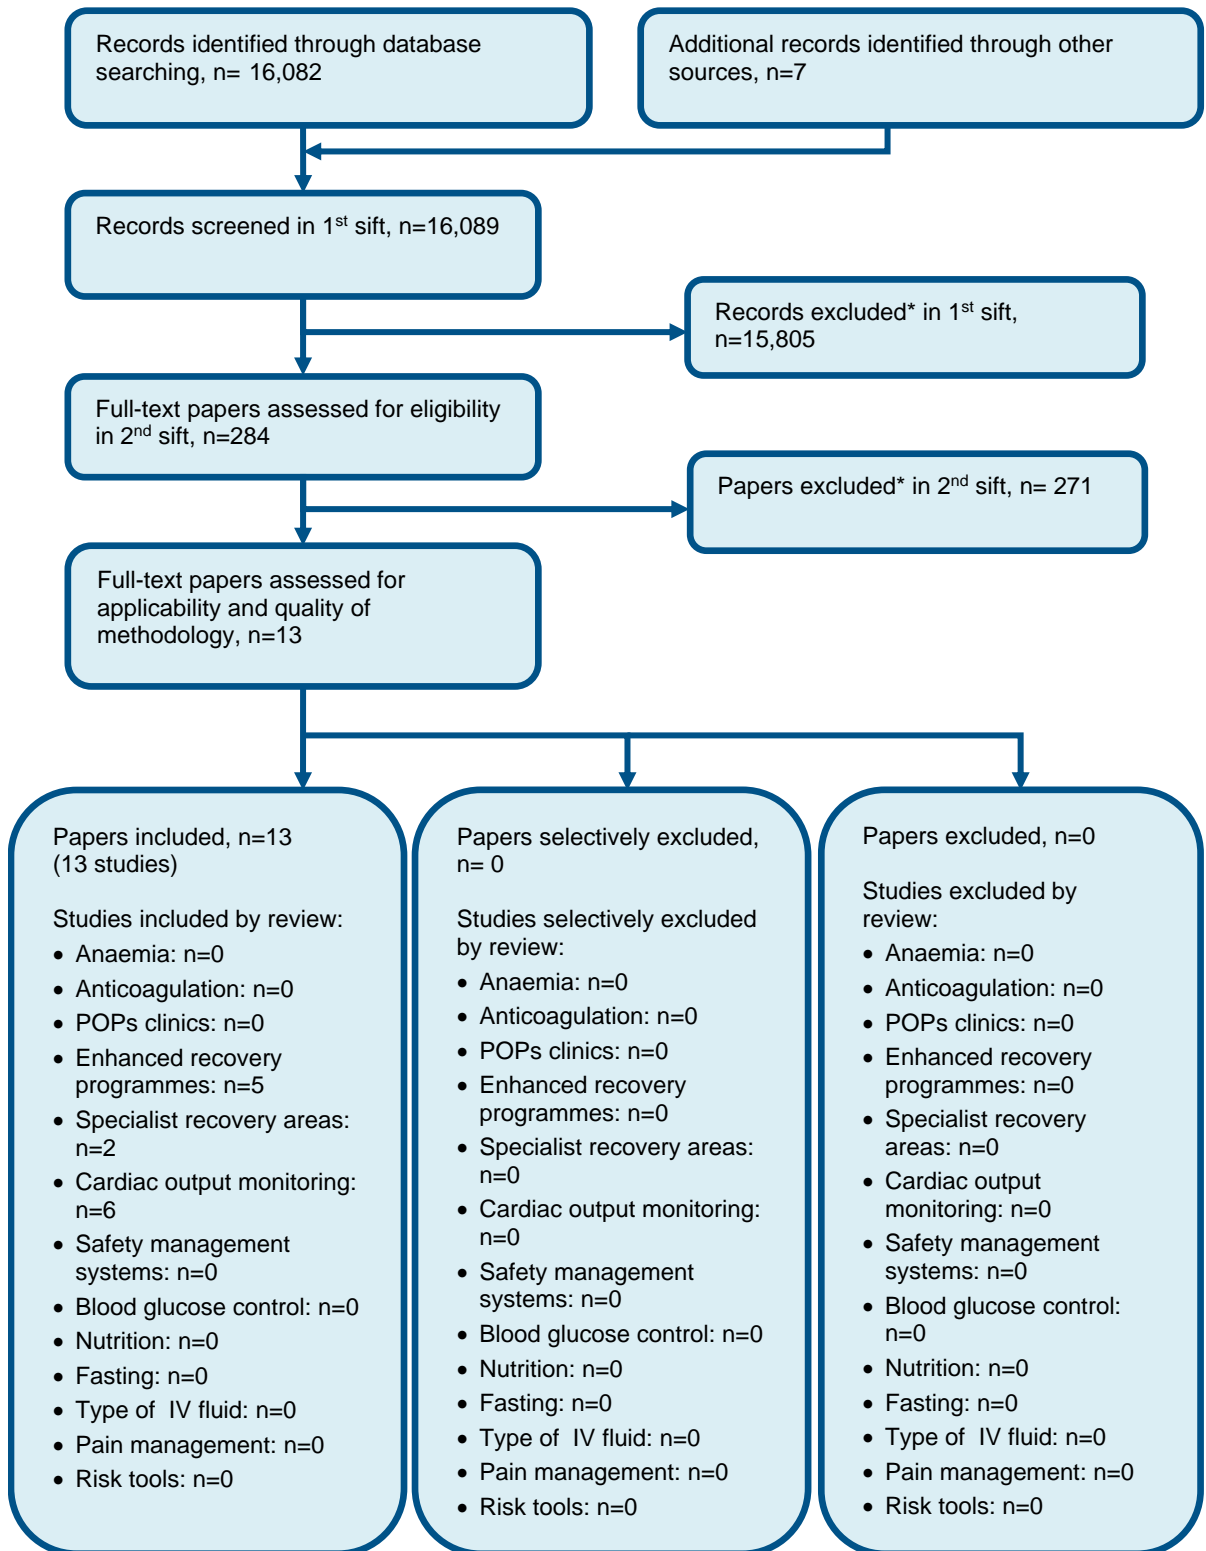 Records identified through database
searching, n= 16,082
Additional records identified through other
sources, n=7
Records screened in 1st sift, n=16,089
Records excluded* in 1st sift,
n=15,805
Full-text papers assessed for eligibility
in 2nd sift, n=284
Papers excluded* in 2nd sift, n= 271
Full-text papers assessed for
applicability and quality of
methodology, n=13
Papers included, n=13
(13 studies)
Studies included by review:
• Anaemia: n=0
• Anticoagulation: n=0
• POPs clinics: n=0
• Enhanced recovery
programmes: n=5
• Specialist recovery areas:
n=2
• Cardiac output monitoring:
n=6
• Safety management
systems: n=0
• Blood glucose control: n=0
• Nutrition: n=0
• Fasting: n=0
• Type of  IV fluid: n=0
• Pain management: n=0
• Risk tools: n=0
Papers selectively excluded,
n= 0
Studies selectively excluded
by review:
• Anaemia: n=0
• Anticoagulation: n=0
• POPs clinics: n=0
• Enhanced recovery
programmes: n=0
• Specialist recovery areas:
n=0
• Cardiac output monitoring:
n=0
• Safety management
systems: n=0
• Blood glucose control: n=0
• Nutrition: n=0
• Fasting: n=0
• Type of  IV fluid: n=0
• Pain management: n=0
• Risk tools: n=0
Papers excluded, n=0
Studies excluded by
review:
• Anaemia: n=0
• Anticoagulation: n=0
• POPs clinics: n=0
• Enhanced recovery
programmes: n=0
• Specialist recovery
areas: n=0
• Cardiac output
monitoring: n=0
• Safety management
systems: n=0
• Blood glucose control:
n=0
• Nutrition: n=0
• Fasting: n=0
• Type of  IV fluid: n=0
• Pain management: n=0
• Risk tools: n=0